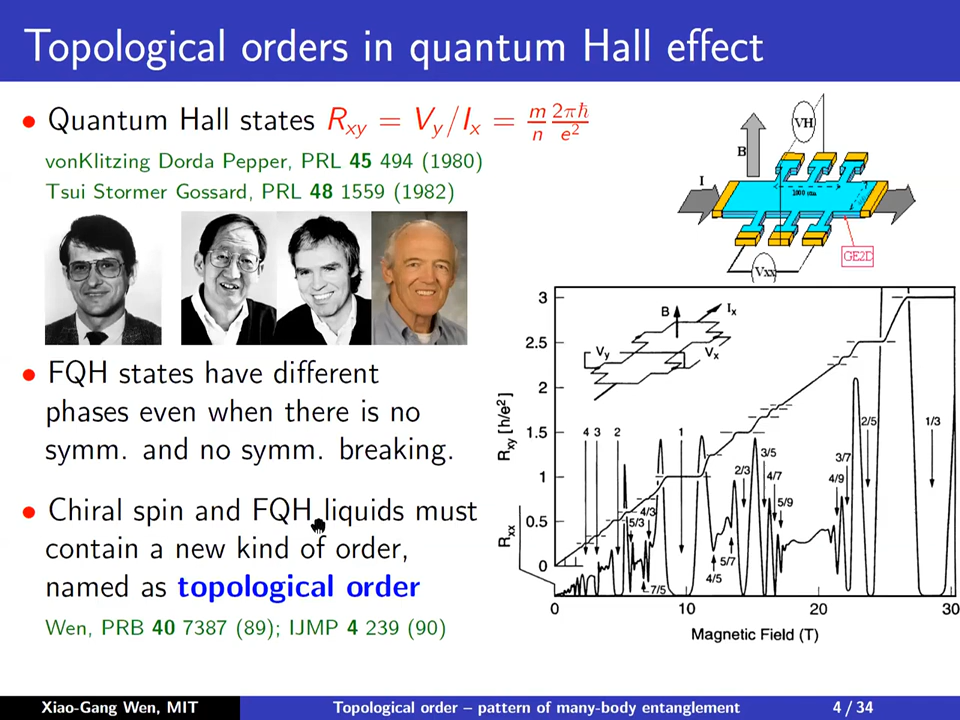 Topological orders in quantum Hall effect
• Quantum Hall states R_xy = V_y/I_x = m/n 2πħ/e²
vonKlitzing Dorda Pepper, PRL 45 494 (1980)
Tsui Stormer Gossard, PRL 48 1559 (1982)
• FQH states have different
phases even when there is no
symm. and no symm. breaking.
• Chiral spin and FQH liquids must
contain a new kind of order,
named as topological order
Wen, PRB 40 7387 (89); IJMP 4 239 (90)
VH
B
I
Vxx
GE2D
3
2.5
2
1.5
1
0.5
0
R_xy [h/e²]
R_xx
B
I_x
V_y
V_x
4 3 2 1
2/5
1/3
3/5
2/3
4/7
3/7
4/9
5/9
4/3
5/3
5/7
4/5
7/5
0 10 20 30
Magnetic Field (T)
Xiao-Gang Wen, MIT
Topological order – pattern of many-body entanglement
4 / 34